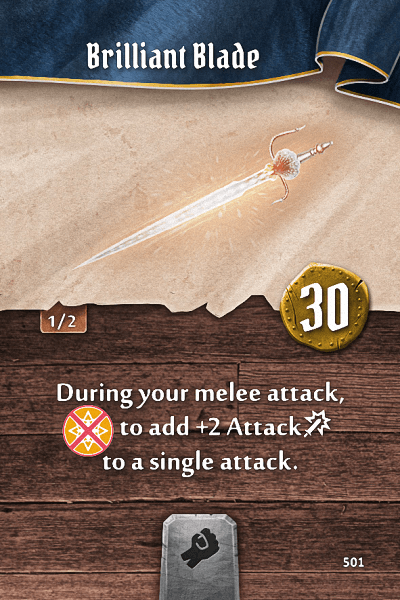 Brilliant Blade
1/2
30
During your melee attack,
to add +2 Attack
to a single attack.
501